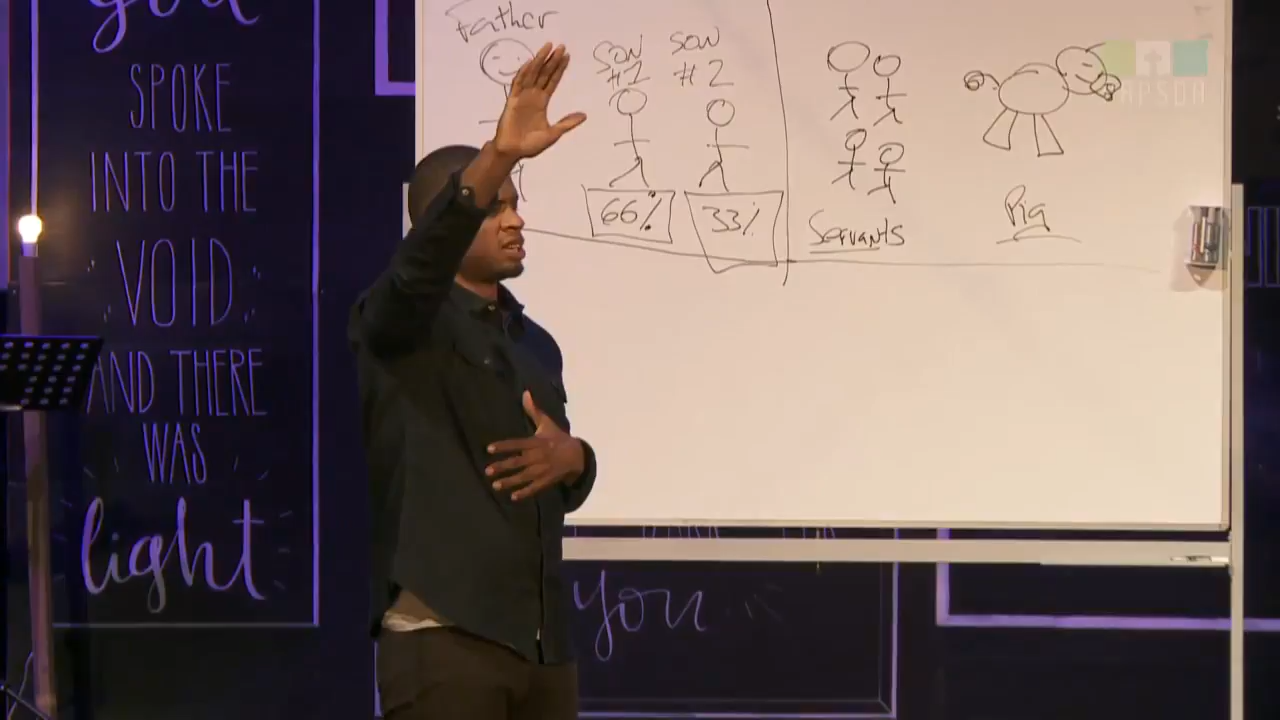 god
SPOKE
INTO THE
VOID
AND THERE
WAS
light
Father
SON
#1
SON
#2
66%
33%
Servants
Pig
you